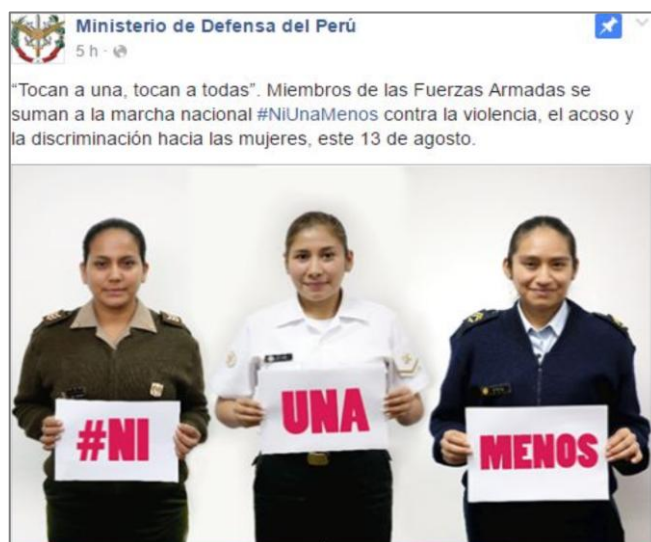 Ministerio de Defensa del Perú
5 h ·
“Tocan a una, tocan a todas”. Miembros de las Fuerzas Armadas se
suman a la marcha nacional #NiUnaMenos contra la violencia, el acoso y
la discriminación hacia las mujeres, este 13 de agosto.
#NI
UNA
MENOS